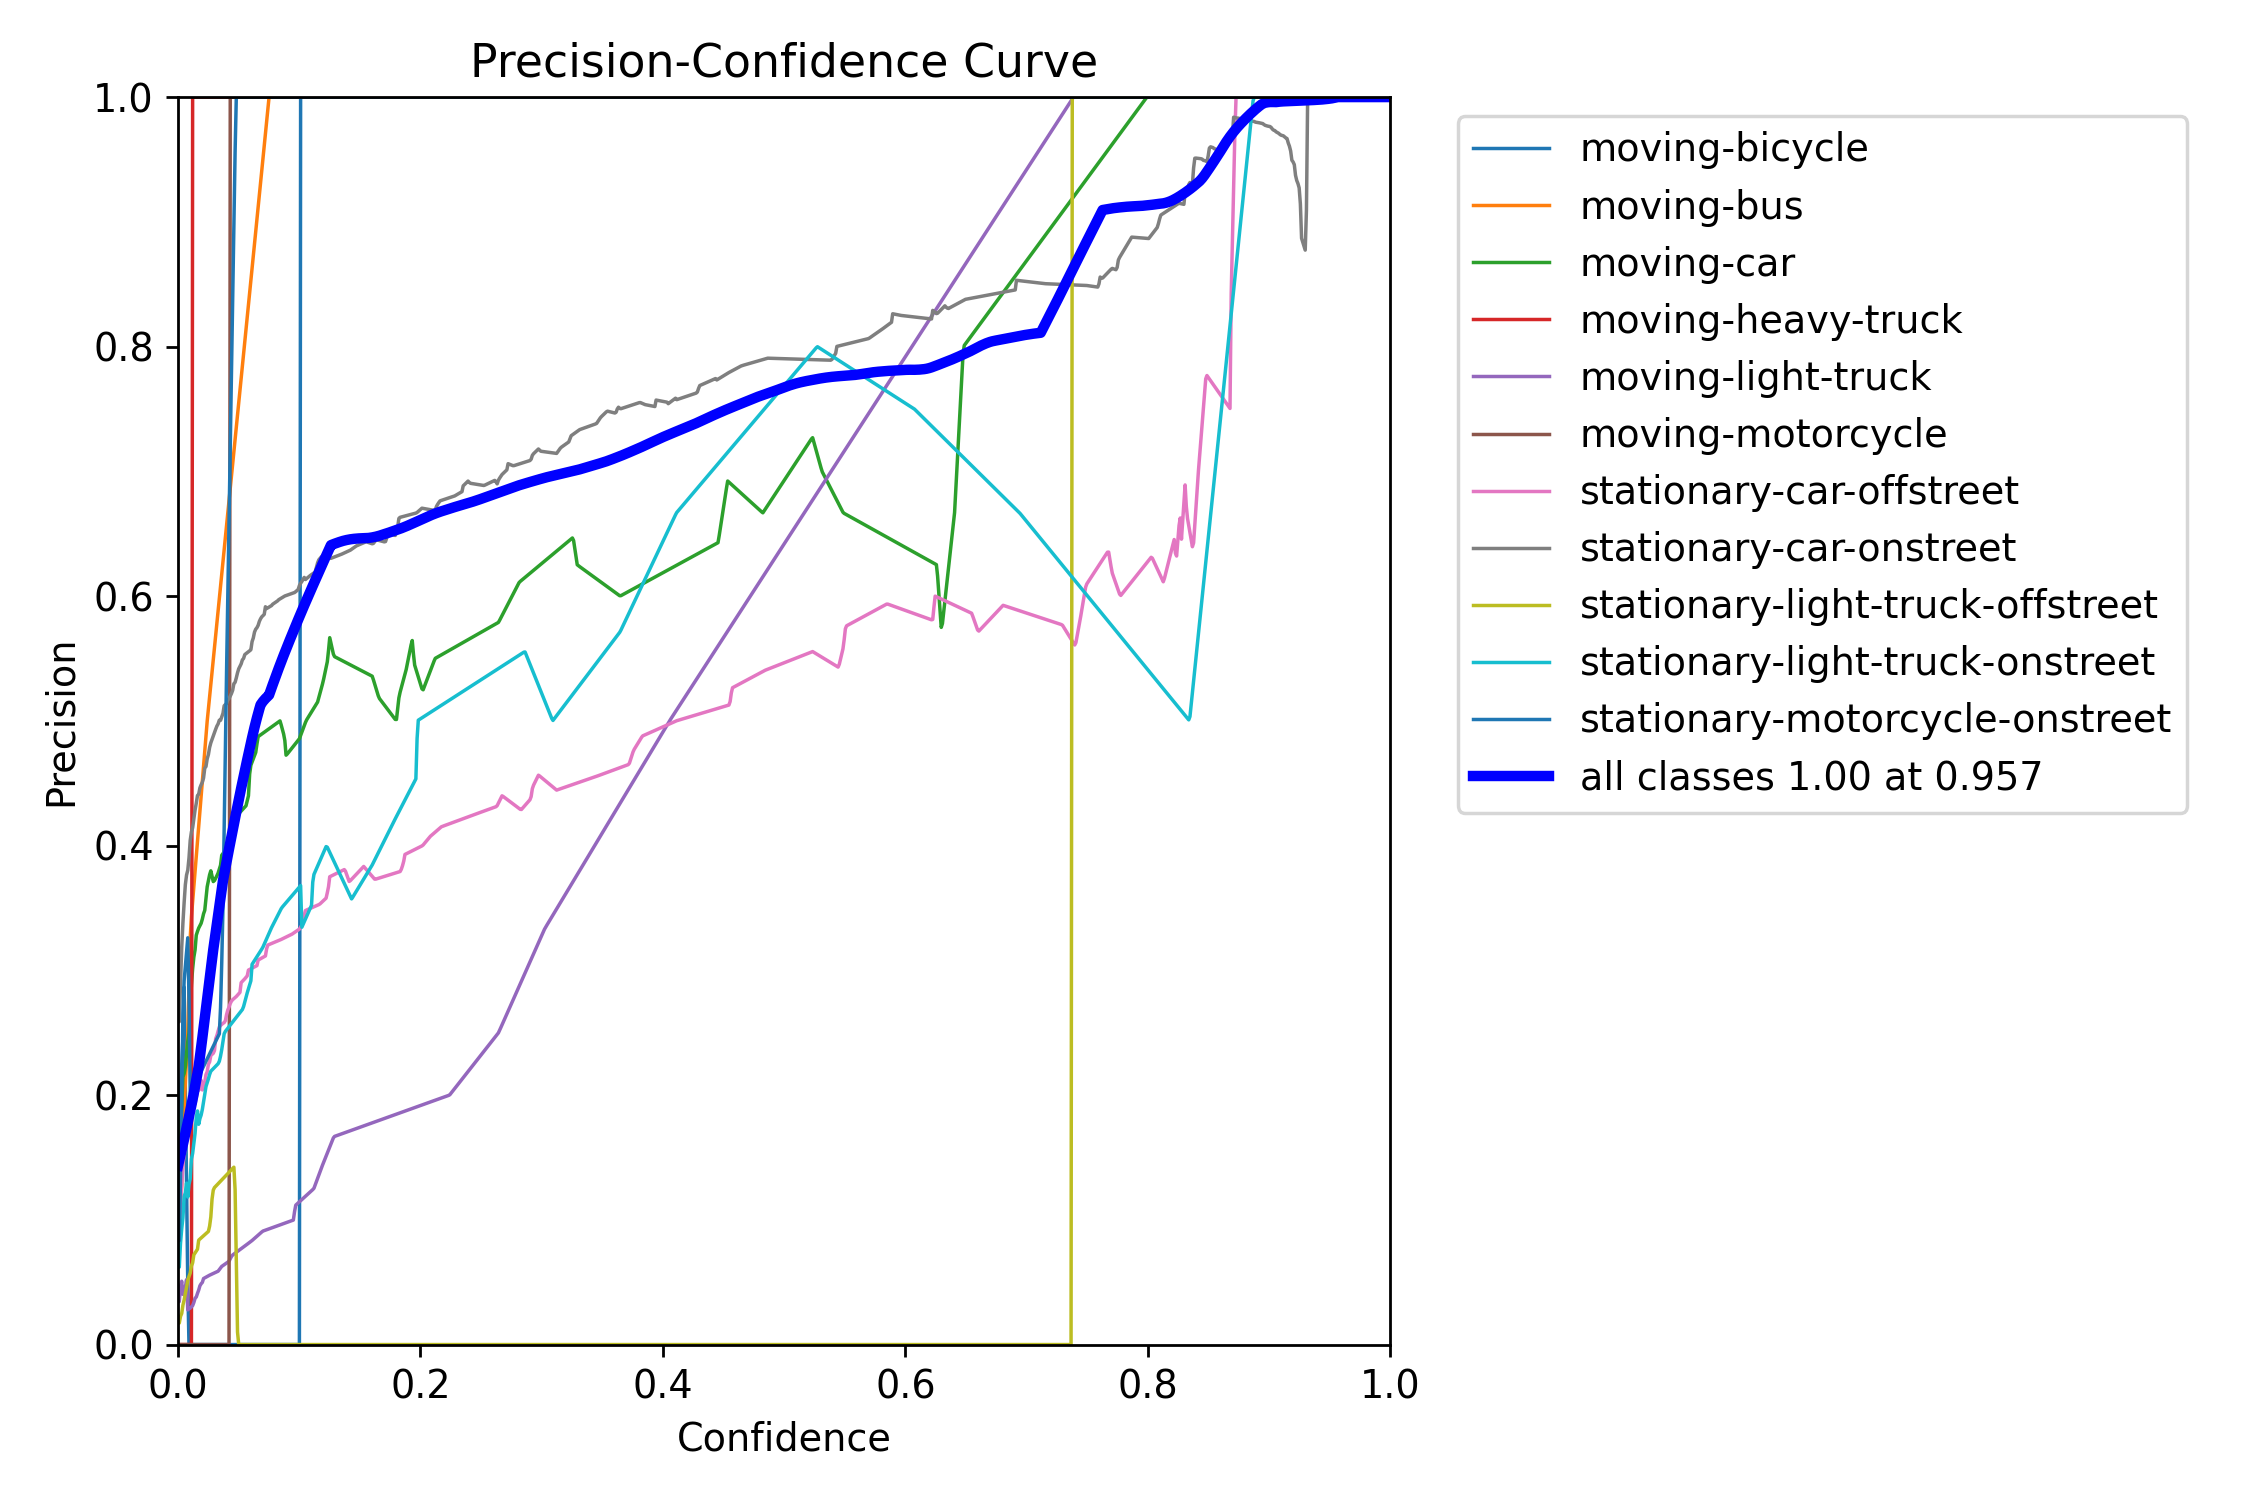 Precision-Confidence Curve
1.0
0.8
0.6
0.4
0.2
0.0
Precision
0.0 0.2 0.4 0.6 0.8 1.0
Confidence
moving-bicycle
moving-bus
moving-car
moving-heavy-truck
moving-light-truck
moving-motorcycle
stationary-car-offstreet
stationary-car-onstreet
stationary-light-truck-offstreet
stationary-light-truck-onstreet
stationary-motorcycle-onstreet
all classes 1.00 at 0.957